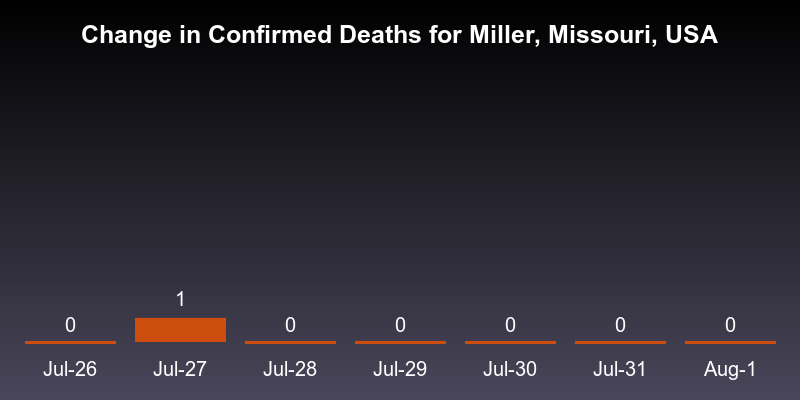 Change in Confirmed Deaths for Miller, Missouri, USA
1
0 0 0 0 0 0
Jul-26 Jul-27 Jul-28 Jul-29 Jul-30 Jul-31 Aug-1